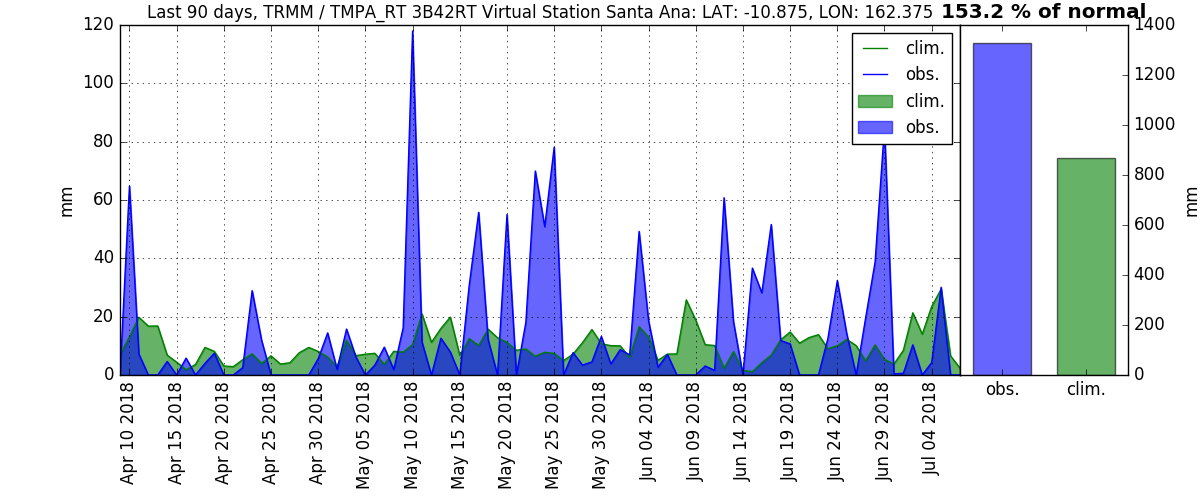 Last 90 days, TRMM / TMPA_RT 3B42RT Virtual Station Santa Ana: LAT: -10.875, LON: 162.375 153.2 % of normal
120
100
80
60
40
20
0
mm
clim.
obs.
clim.
obs.
1400
1200
1000
800
600
400
200
0
mm
Apr 10 2018
Apr 15 2018
Apr 20 2018
Apr 25 2018
Apr 30 2018
May 05 2018
May 10 2018
May 15 2018
May 20 2018
May 25 2018
May 30 2018
Jun 04 2018
Jun 09 2018
Jun 14 2018
Jun 19 2018
Jun 24 2018
Jun 29 2018
Jul 04 2018
obs.
clim.